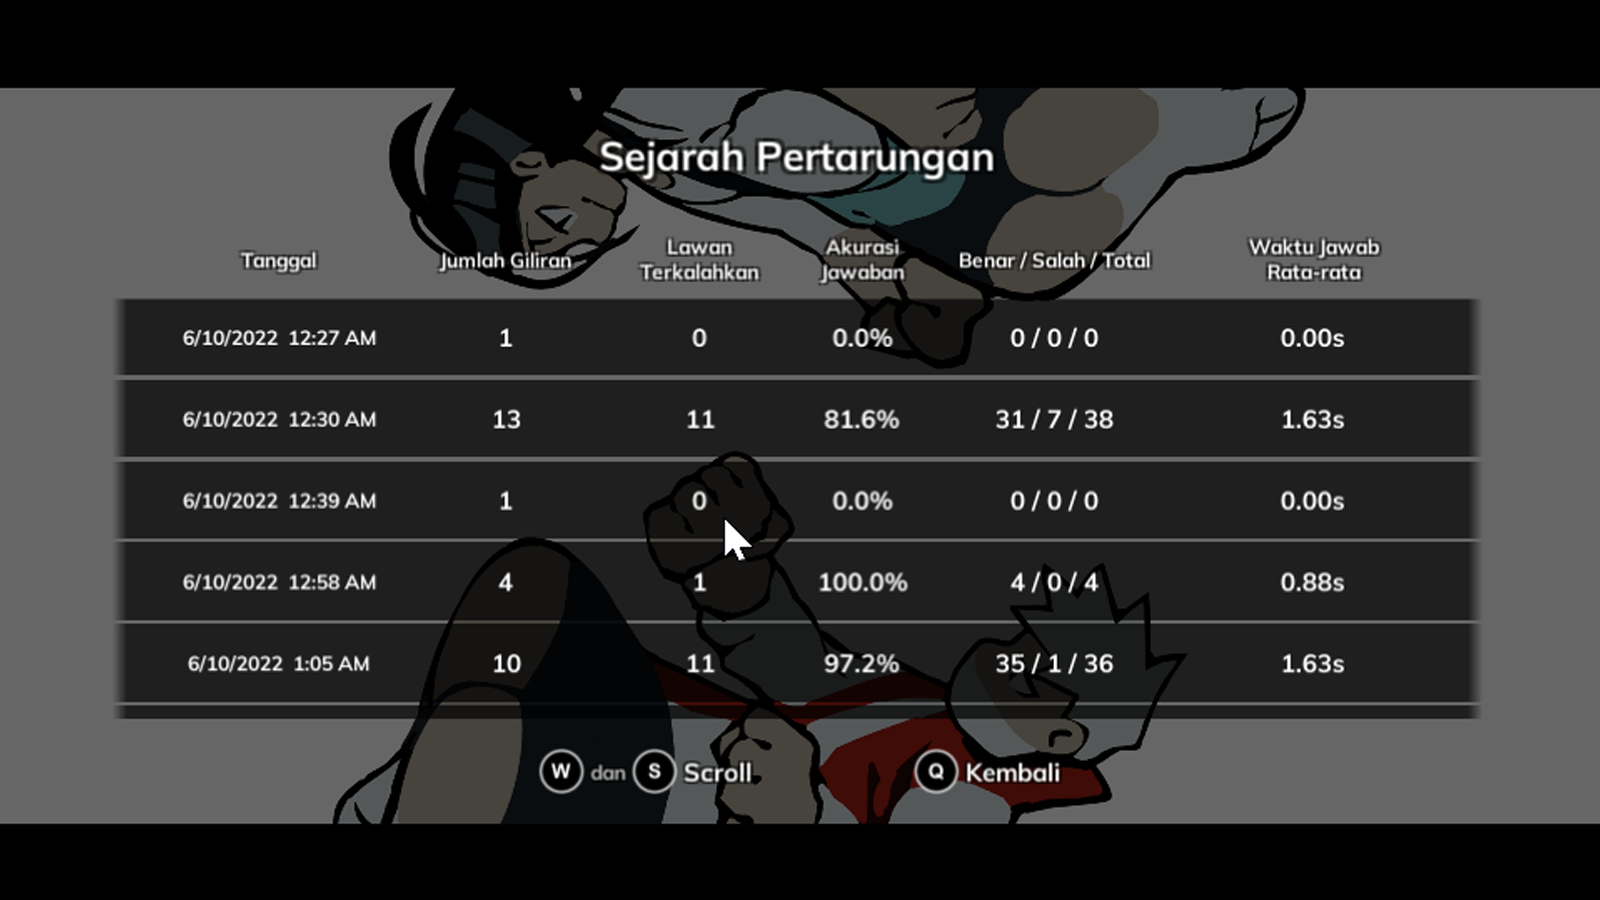 Sejarah Pertarungan
Tanggal Jumlah Giliran Lawan Terkalahkan Akurasi Jawaban Benar / Salah / Total Waktu Jawab Rata-rata
6/10/2022 12:27 AM 1 0 0.0% 0 / 0 / 0 0.00s
6/10/2022 12:30 AM 13 11 81.6% 31 / 7 / 38 1.63s
6/10/2022 12:39 AM 1 0 0.0% 0 / 0 / 0 0.00s
6/10/2022 12:58 AM 4 1 100.0% 4 / 0 / 4 0.88s
6/10/2022 1:05 AM 10 11 97.2% 35 / 1 / 36 1.63s
W dan S Scroll Q Kembali